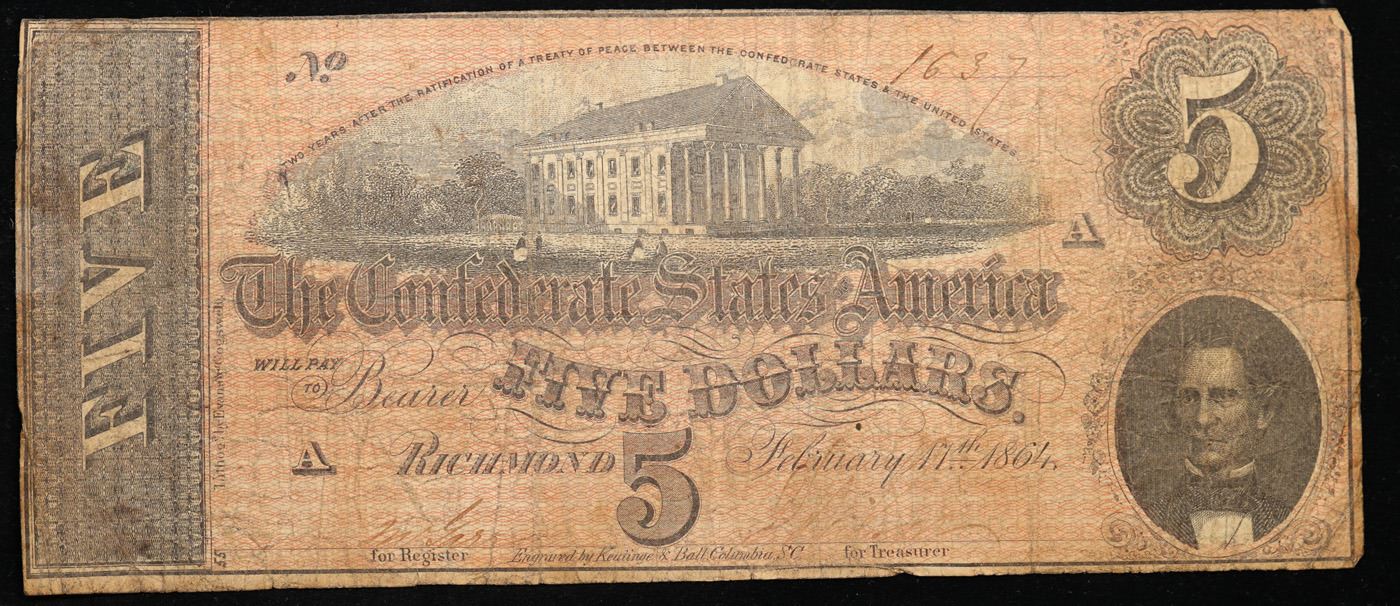 FIVE
No
1637
TWO YEARS AFTER THE RATIFICATION OF A TREATY OF PEACE BETWEEN THE CONFEDERATE STATES & THE UNITED STATES
5
A
The Confederate States of America
WILL PAY
TO Bearer FIVE DOLLARS.
A RICHMOND 5 February 17th 1864.
for Register
Engraved by Keatinge & Ball, Columbia, S.C.
for Treasurer